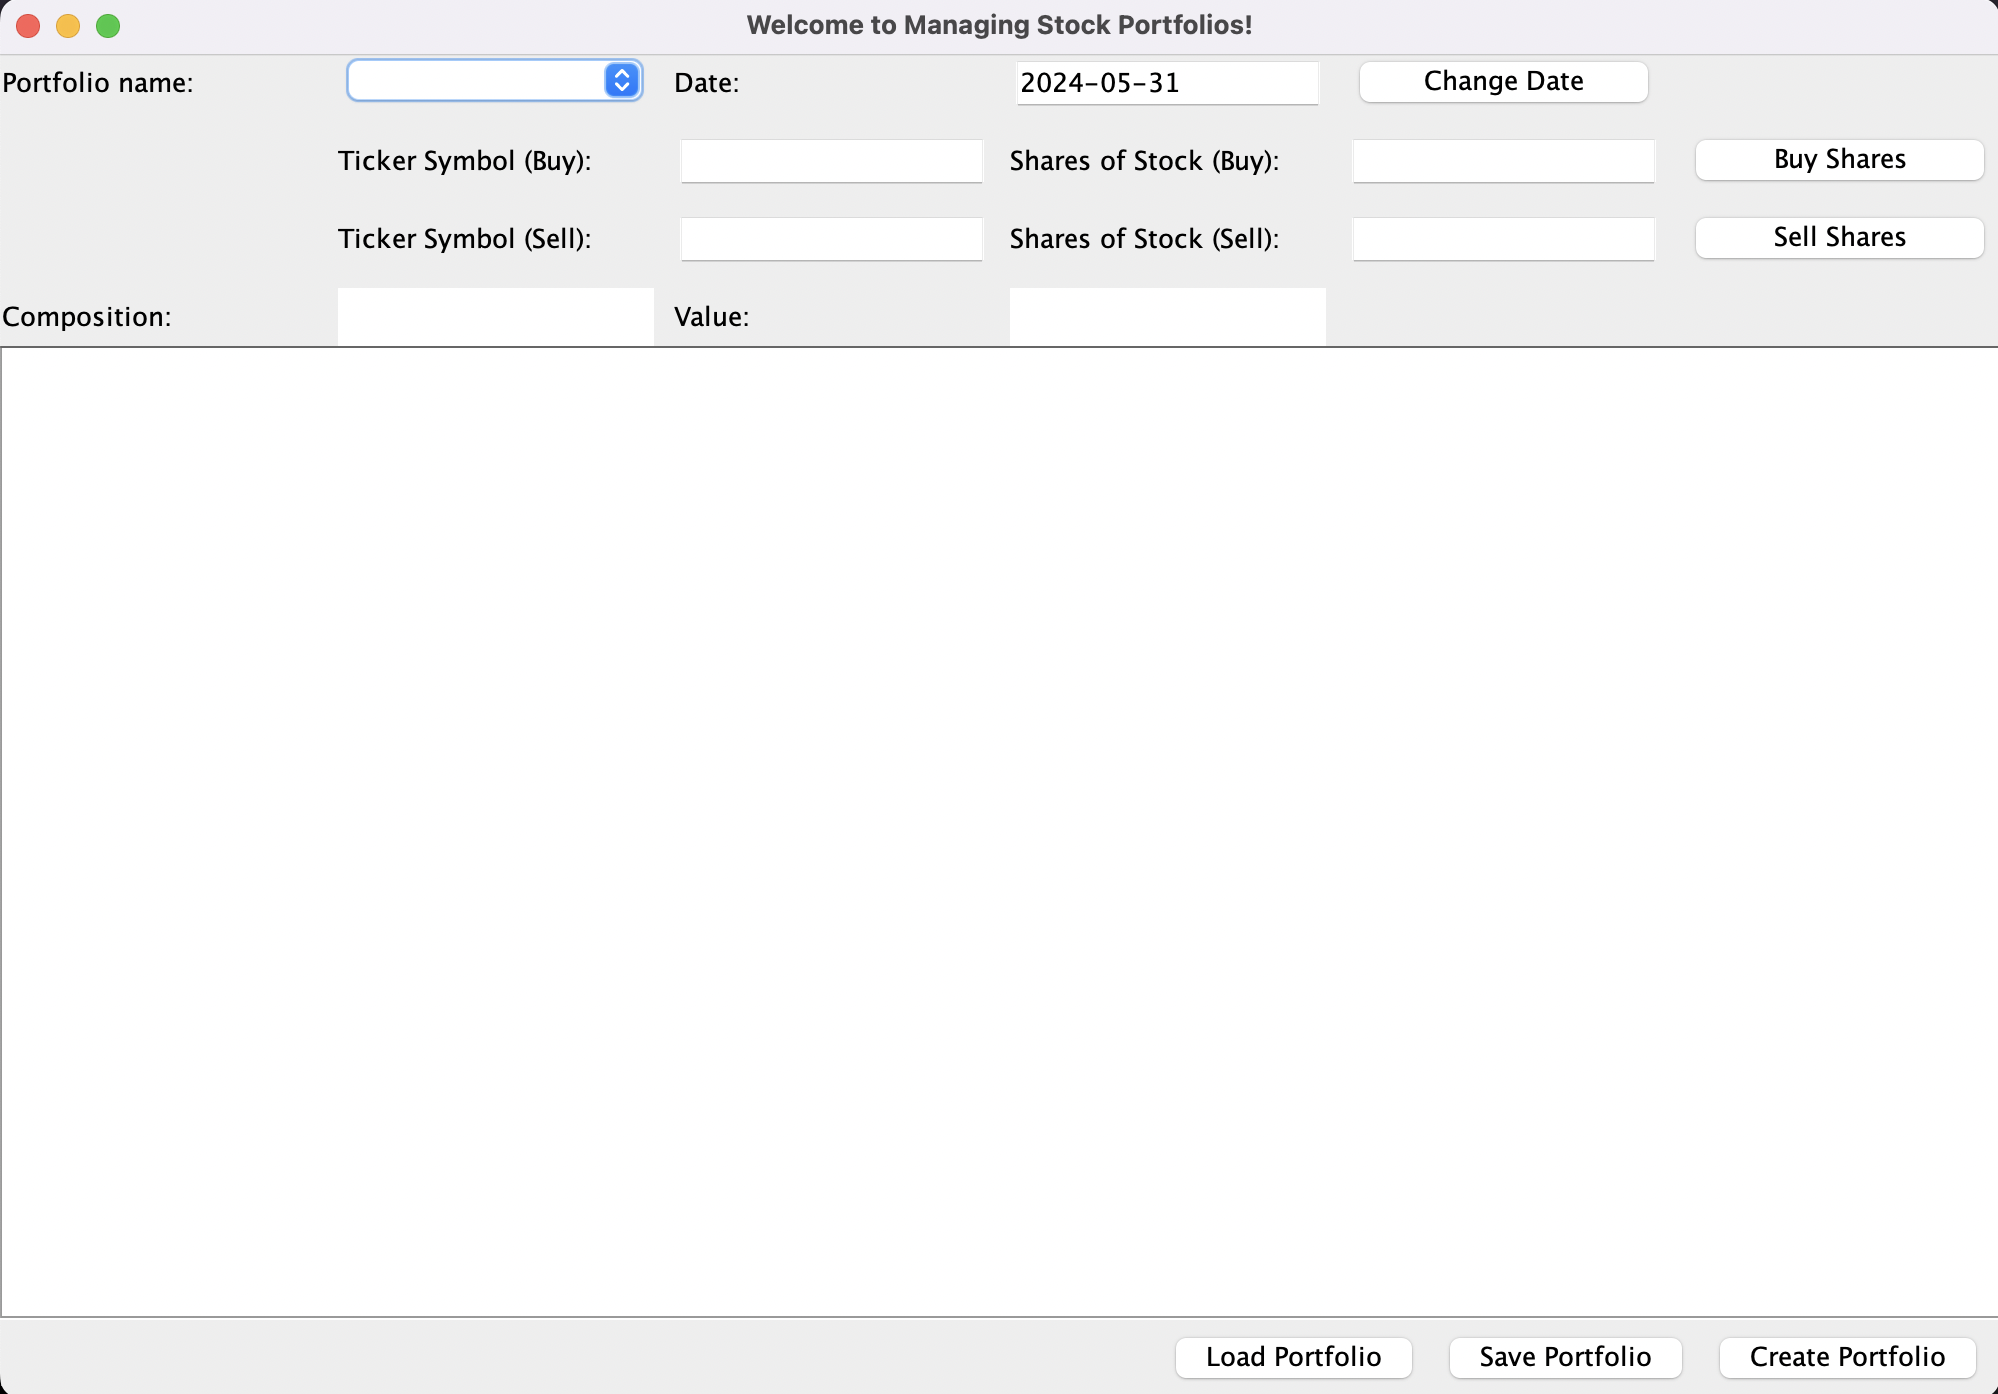 Welcome to Managing Stock Portfolios!
Portfolio name: Date: 2024-05-31 Change Date
Ticker Symbol (Buy): Shares of Stock (Buy): Buy Shares
Ticker Symbol (Sell): Shares of Stock (Sell): Sell Shares
Composition: Value:
Load Portfolio Save Portfolio Create Portfolio